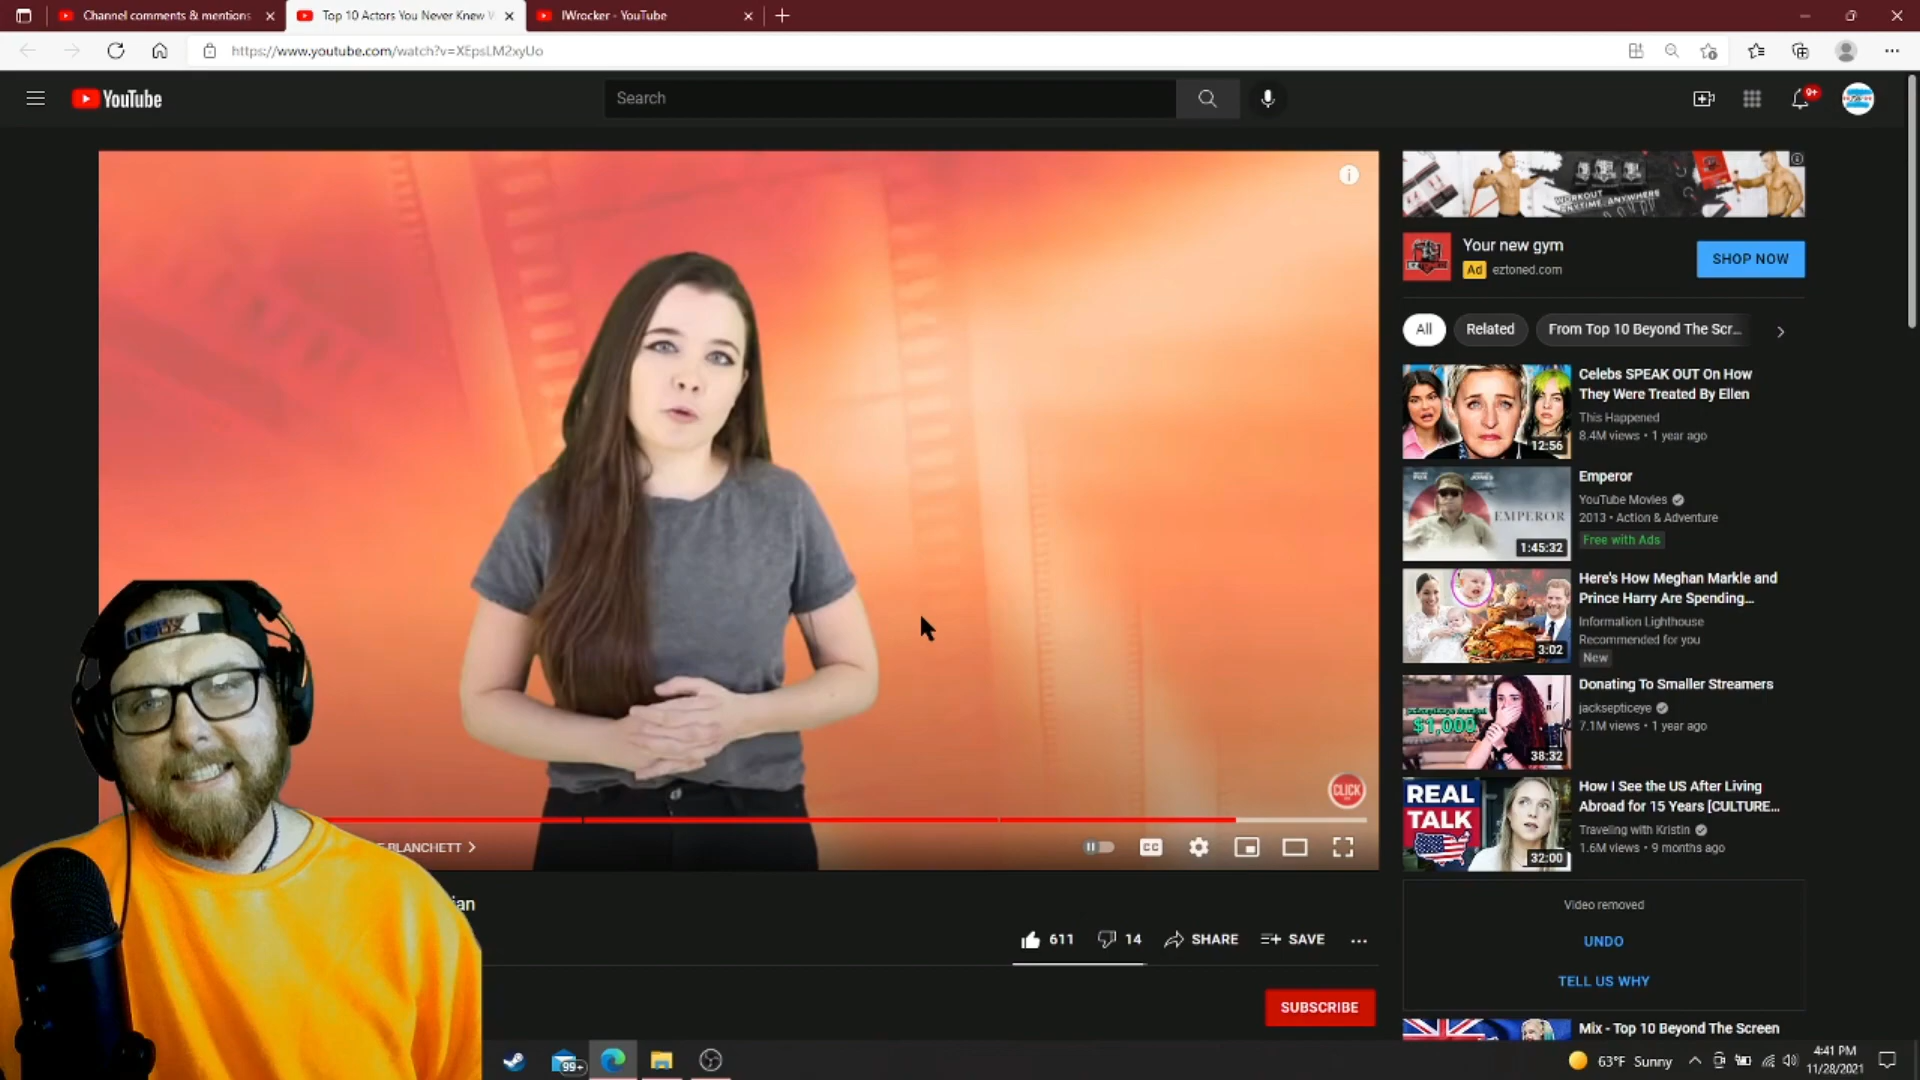 Channel comments & mentions
Top 10 Actors You Never Knew W
IWrocker - YouTube
https://www.youtube.com/watch?v=XEpsLM2xyUo
YouTube
Search
9+
WORKOUT
ANYTIME. ANYWHERE
Your new gym
Ad eztoned.com
SHOP NOW
All
Related
From Top 10 Beyond The Scr...
Celebs SPEAK OUT On How
They Were Treated By Ellen
This Happened
8.4M views • 1 year ago
12:56
Emperor
YouTube Movies
2013 • Action & Adventure
Free with Ads
EMPEROR
1:45:32
Here's How Meghan Markle and
Prince Harry Are Spending...
Information Lighthouse
Recommended for you
New
3:02
Donating To Smaller Streamers
jacksepticeye
7.1M views • 1 year ago
$1,000
38:32
How I See the US After Living
Abroad for 15 Years [CULTURE...
Traveling with Kristin
1.6M views • 9 months ago
REAL
TALK
32:00
Video removed
UNDO
TELL US WHY
Mix - Top 10 Beyond The Screen
CLICK
BLANCHETT
CC
ian
611
14
SHARE
SAVE
SUBSCRIBE
99+
63°F Sunny
4:41 PM
11/28/2021